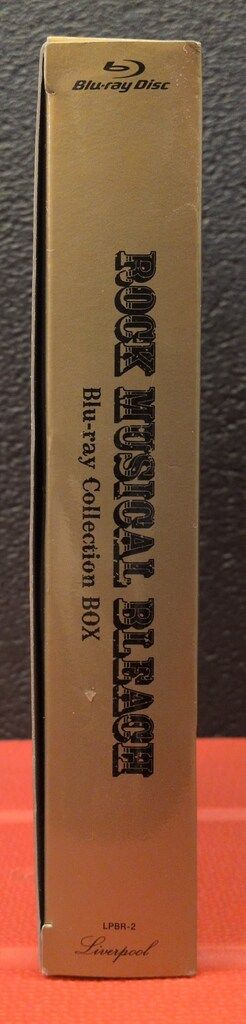 Blu-ray Disc
ROCK MUSICAL BLEACH
Blu-ray Collection BOX
LPBR-2
Liverpool